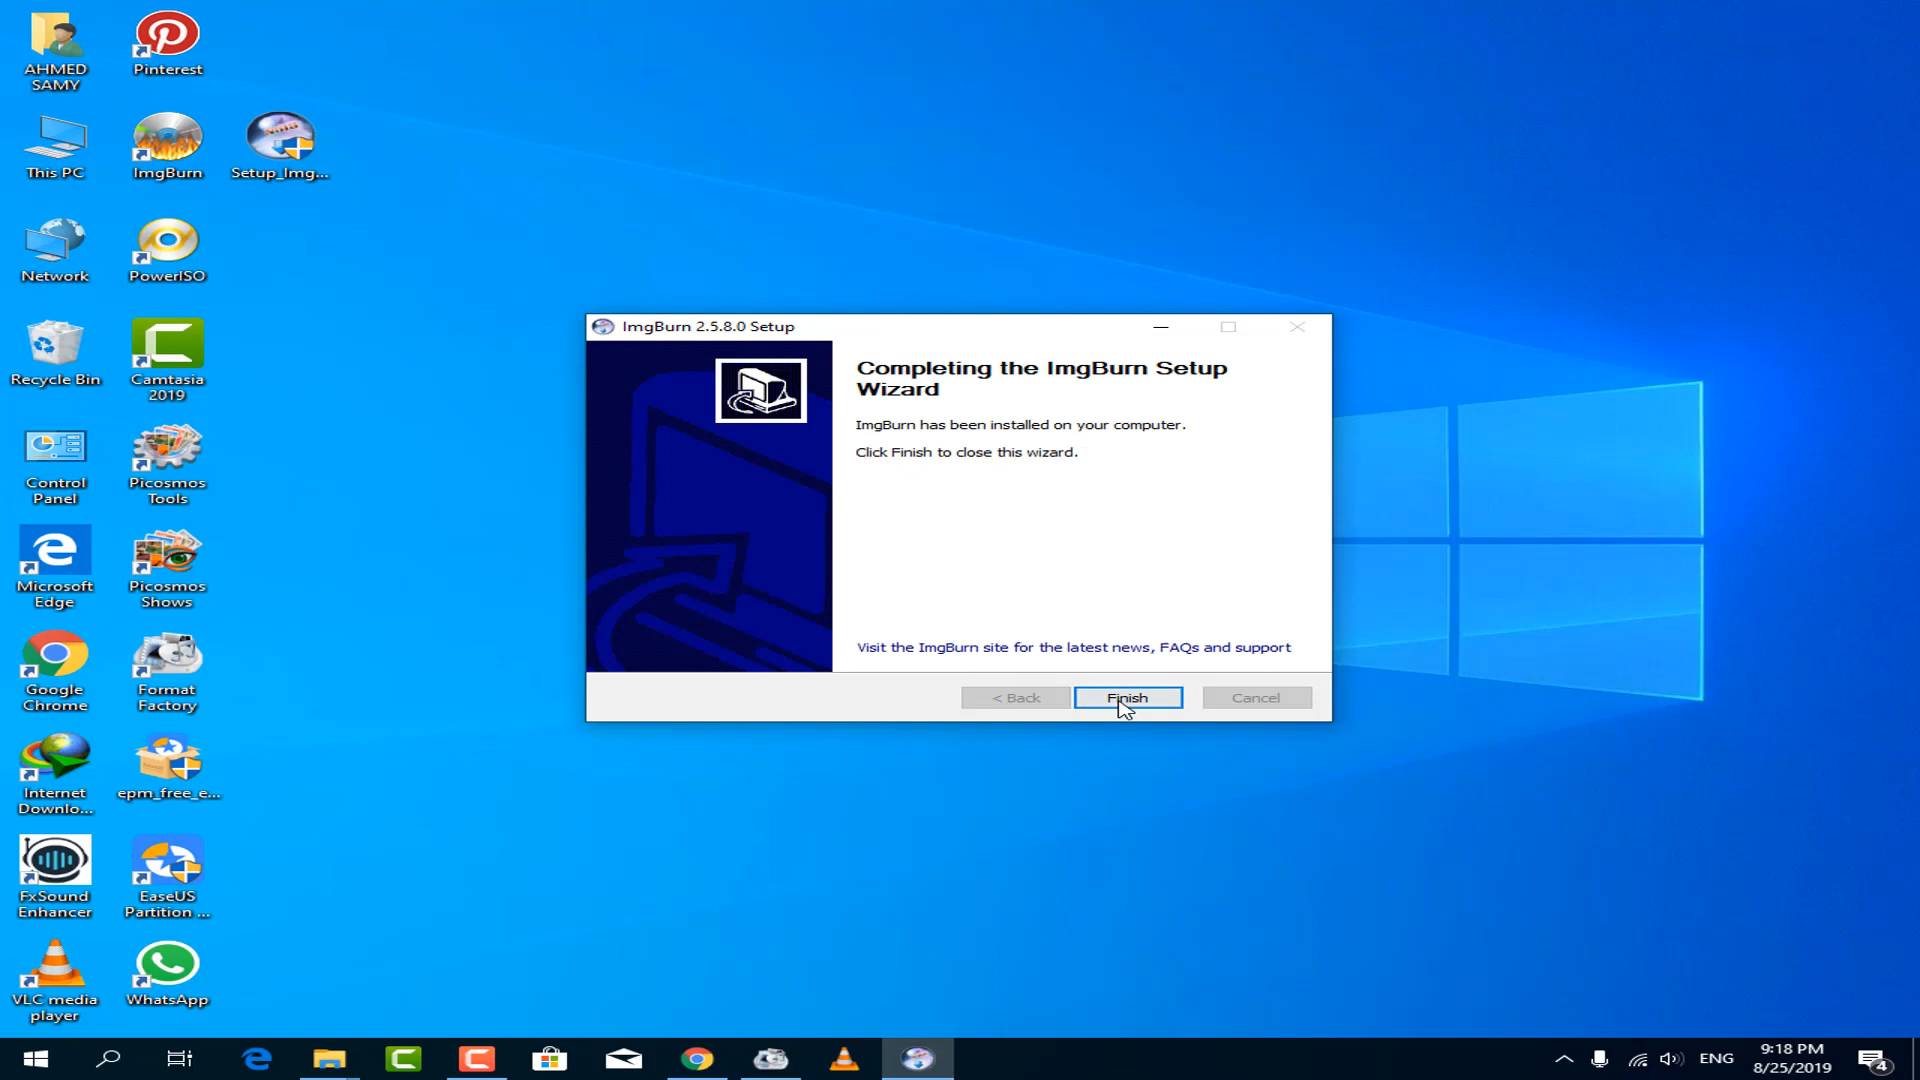 AHMED
SAMY
Pinterest
This PC
ImgBurn
Setup_Img...
Network
PowerISO
Recycle Bin
Camtasia
2019
Control
Panel
Picosmos
Tools
Microsoft
Edge
Picosmos
Shows
Google
Chrome
Format
Factory
Internet
Downlo...
epm_free_e...
FxSound
Enhancer
EaseUS
Partition ...
VLC media
player
WhatsApp
ImgBurn 2.5.8.0 Setup
Completing the ImgBurn Setup
Wizard
ImgBurn has been installed on your computer.
Click Finish to close this wizard.
Visit the ImgBurn site for the latest news, FAQs and support
< Back
Finish
Cancel
ENG
9:18 PM
8/25/2019
4